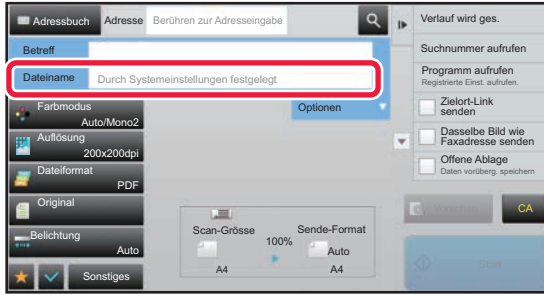 Adressbuch
Adresse
Berühren zur Adresseingabe
Betreff
Dateiname
Durch Systemeinstellungen festgelegt
Farbmodus
Auto/Mono2
Auflösung
200x200dpi
Dateiformat
PDF
Original
Belichtung
Auto
Sonstiges
Optionen
Scan-Grösse
A4
100%
Sende-Format
Auto
A4
Verlauf wird ges.
Suchnummer aufrufen
Programm aufrufen
Registrierte Einst. aufrufen.
Zielort-Link
senden
Dasselbe Bild wie
Faxadresse senden
Offene Ablage
Daten vorüberg. speichern
CA
Start